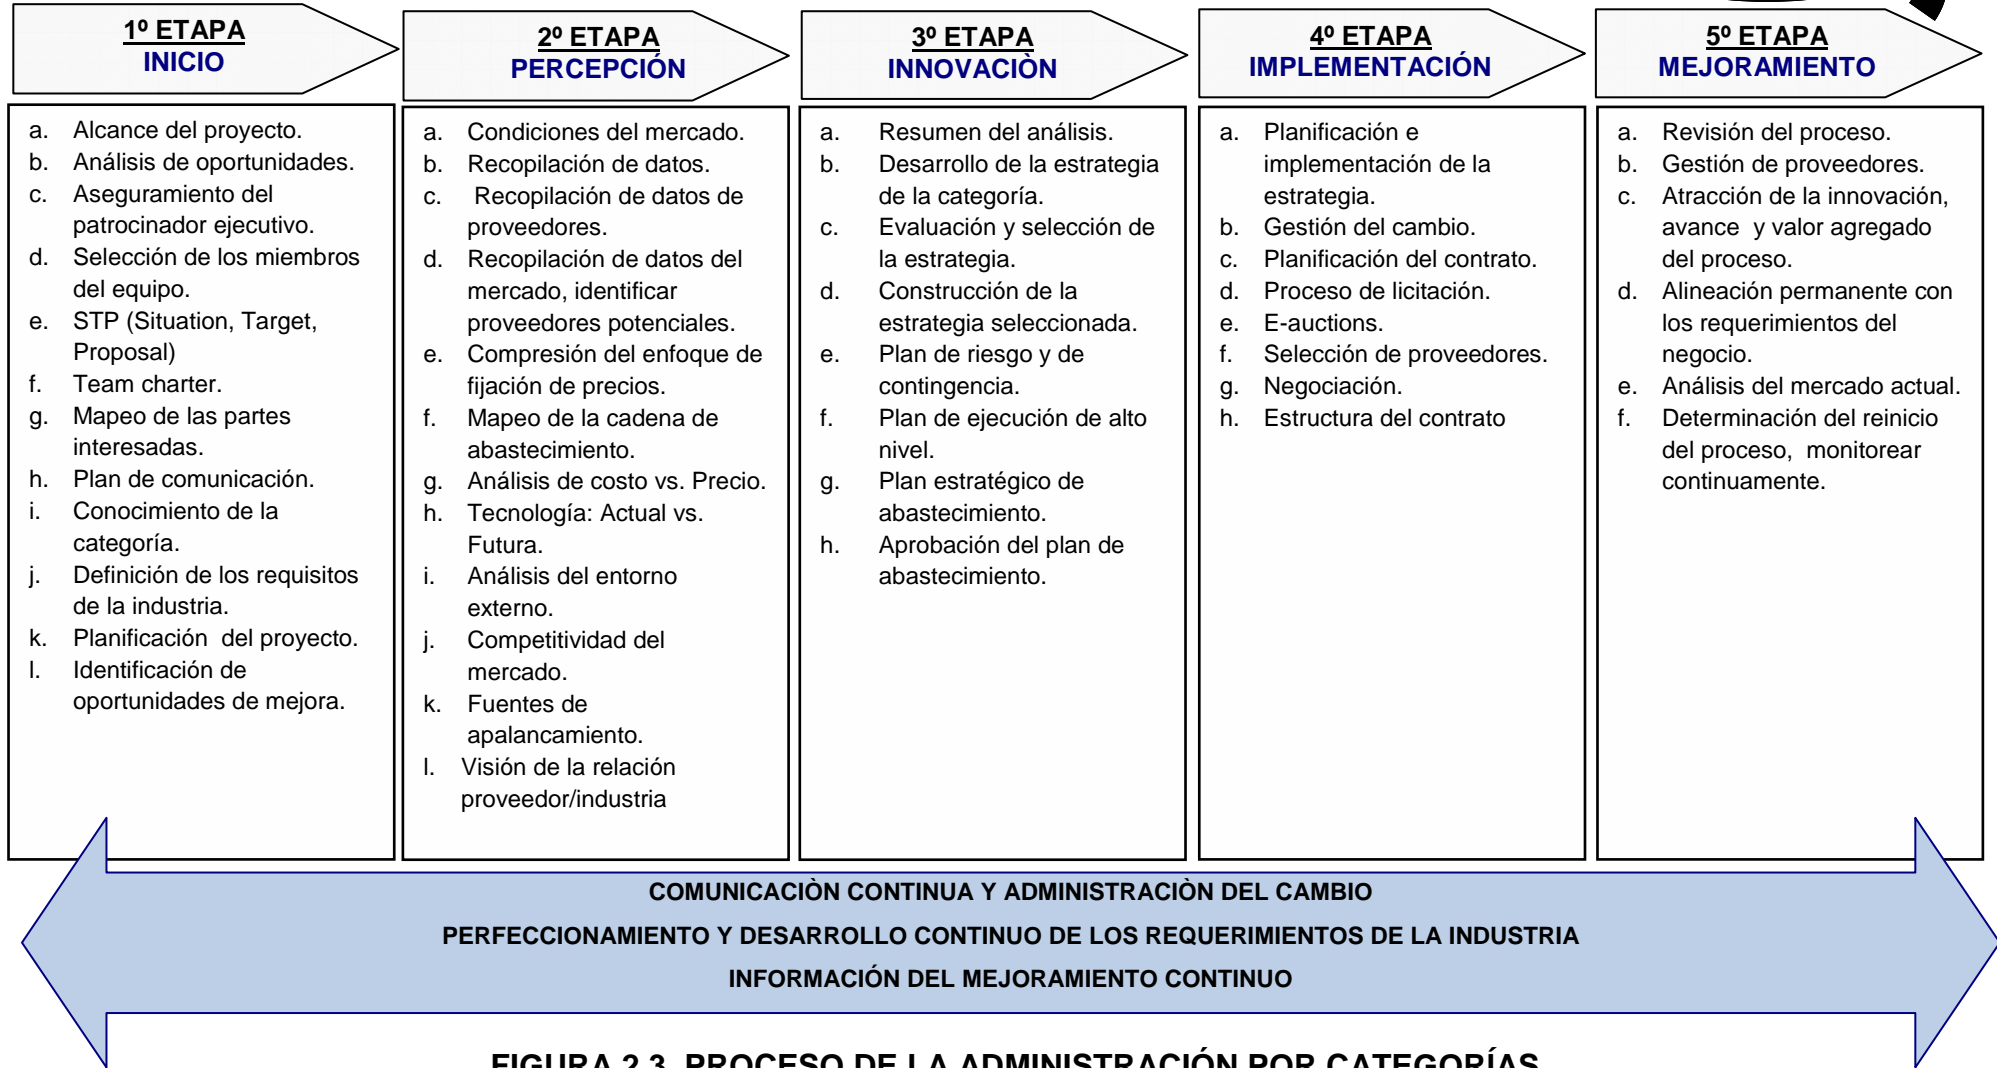 1º ETAPA
INICIO
a. Alcance del proyecto.
b. Análisis de oportunidades.
c. Aseguramiento del
patrocinador ejecutivo.
d. Selección de los miembros
del equipo.
e. STP (Situation, Target,
Proposal)
f. Team charter.
g. Mapeo de las partes
interesadas.
h. Plan de comunicación.
i. Conocimiento de la
categoría.
j. Definición de los requisitos
de la industria.
k. Planificación del proyecto.
l. Identificación de
oportunidades de mejora.
2º ETAPA
PERCEPCIÓN
a. Condiciones del mercado.
b. Recopilación de datos.
c. Recopilación de datos de
proveedores.
d. Recopilación de datos del
mercado, identificar
proveedores potenciales.
e. Compresión del enfoque de
fijación de precios.
f. Mapeo de la cadena de
abastecimiento.
g. Análisis de costo vs. Precio.
h. Tecnología: Actual vs.
Futura.
i. Análisis del entorno
externo.
j. Competitividad del
mercado.
k. Fuentes de
apalancamiento.
l. Visión de la relación
proveedor/industria
3º ETAPA
INNOVACIÒN
a. Resumen del análisis.
b. Desarrollo de la estrategia
de la categoría.
c. Evaluación y selección de
la estrategia.
d. Construcción de la
estrategia seleccionada.
e. Plan de riesgo y de
contingencia.
f. Plan de ejecución de alto
nivel.
g. Plan estratégico de
abastecimiento.
h. Aprobación del plan de
abastecimiento.
4º ETAPA
IMPLEMENTACIÓN
a. Planificación e
implementación de la
estrategia.
b. Gestión del cambio.
c. Planificación del contrato.
d. Proceso de licitación.
e. E-auctions.
f. Selección de proveedores.
g. Negociación.
h. Estructura del contrato
5º ETAPA
MEJORAMIENTO
a. Revisión del proceso.
b. Gestión de proveedores.
c. Atracción de la innovación,
avance y valor agregado
del proceso.
d. Alineación permanente con
los requerimientos del
negocio.
e. Análisis del mercado actual.
f. Determinación del reinicio
del proceso, monitorear
continuamente.
COMUNICACIÒN CONTINUA Y ADMINISTRACIÒN DEL CAMBIO
PERFECCIONAMIENTO Y DESARROLLO CONTINUO DE LOS REQUERIMIENTOS DE LA INDUSTRIA
INFORMACIÓN DEL MEJORAMIENTO CONTINUO
FIGURA 2.3. PROCESO DE LA ADMINISTRACIÓN POR CATEGORÍAS